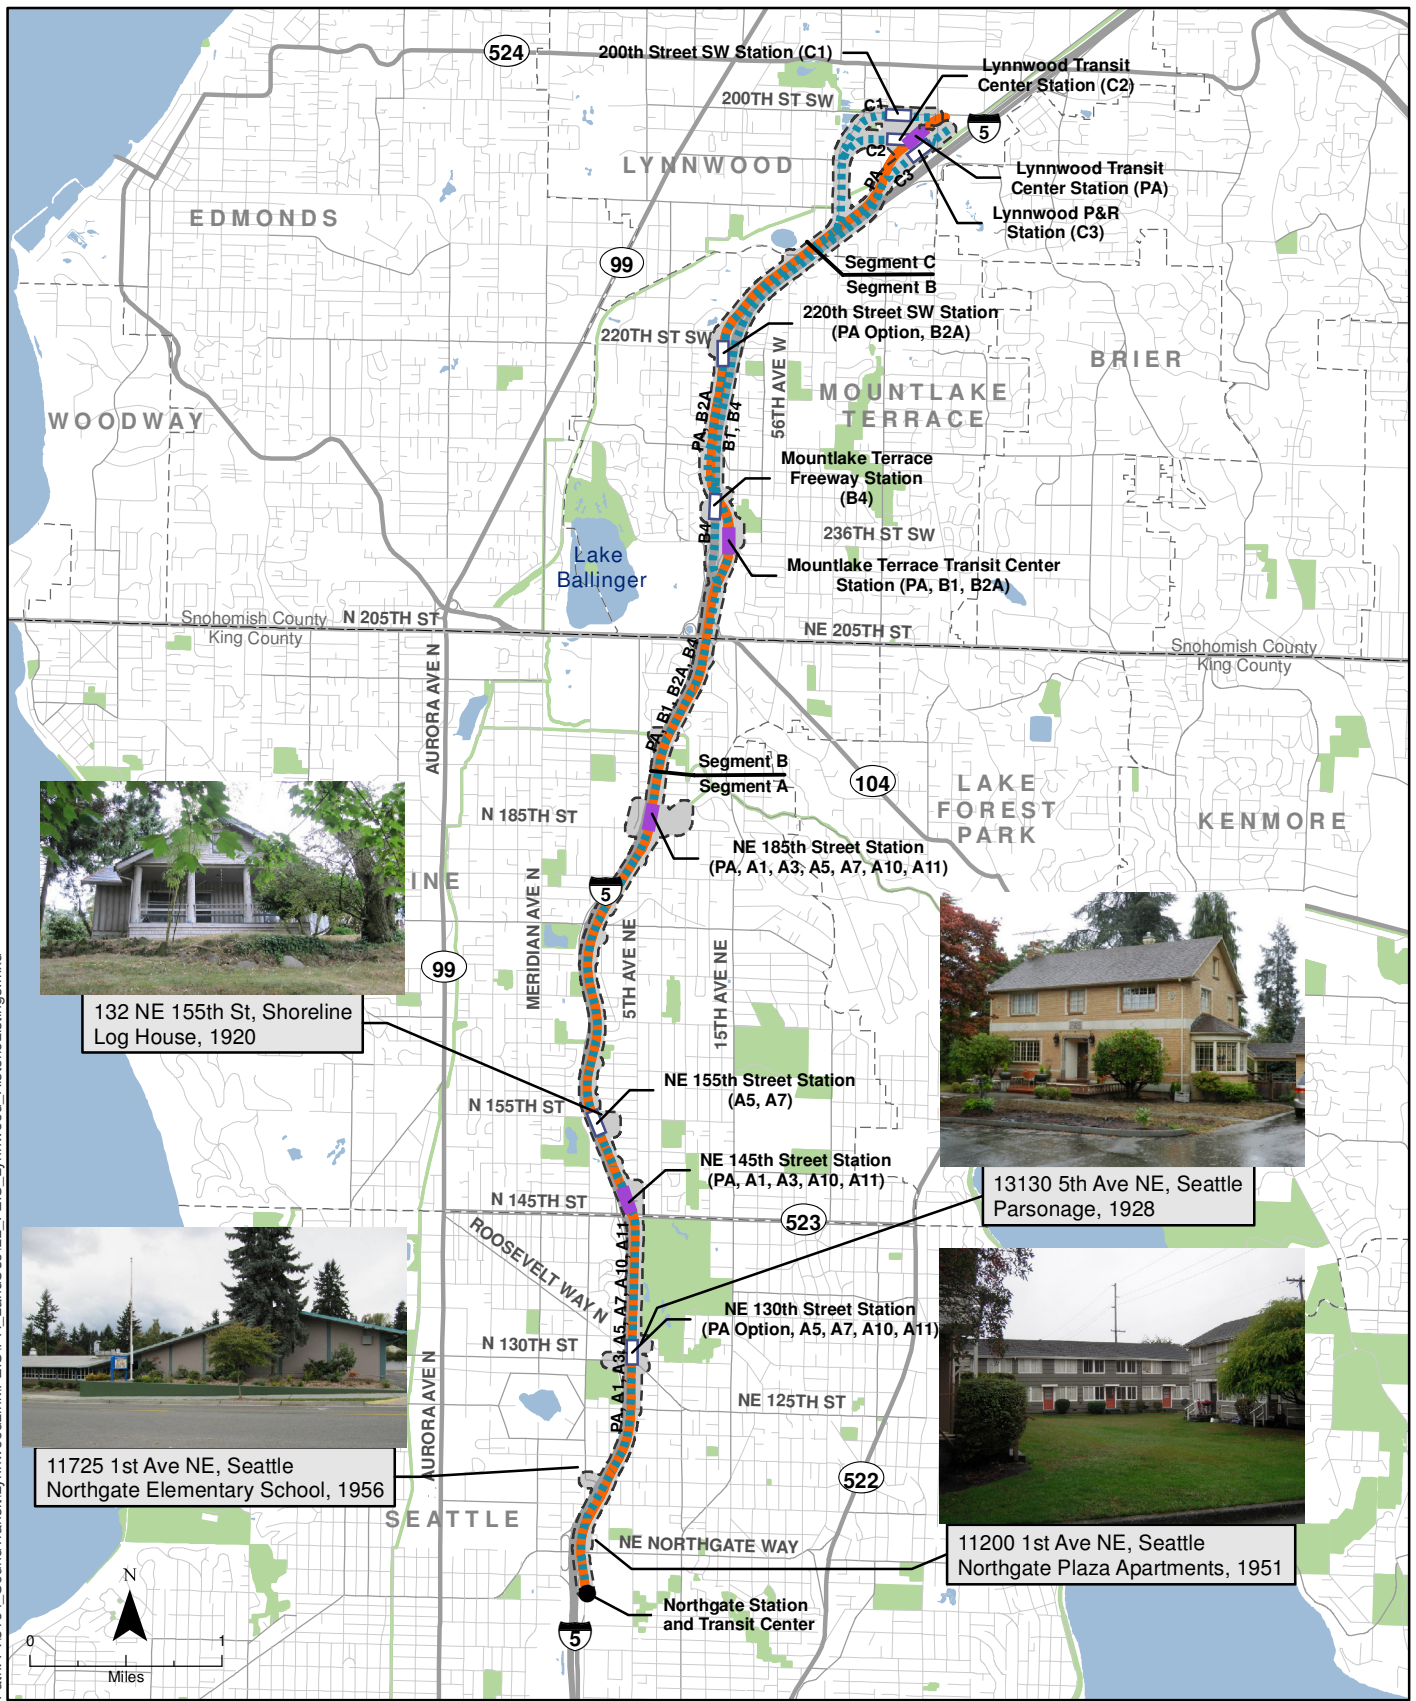 524
200th Street SW Station (C1)
Lynnwood Transit
Center Station (C2)
200TH ST SW
C1
5
C2
LYNNWOOD
PA
C3
Lynnwood Transit
Center Station (PA)
EDMONDS
Lynnwood P&R
Station (C3)
99
Segment C
Segment B
220th Street SW Station
(PA Option, B2A)
220TH ST SW
56TH AVE W
BRIER
MOUNTLAKE
TERRACE
WOODWAY
PA, B2A
B1, B4
Mountlake Terrace
Freeway Station
(B4)
B4
236TH ST SW
Lake
Ballinger
Mountlake Terrace Transit Center
Station (PA, B1, B2A)
Snohomish County
King County
N 205TH ST
NE 205TH ST
Snohomish County
King County
AURORA AVE N
PA, B1, B2A, B4
Segment B
Segment A
104
LAKE
FOREST
PARK
KENMORE
N 185TH ST
NE 185th Street Station
(PA, A1, A3, A5, A7, A10, A11)
INE
5
MERIDIAN AVE N
5TH AVE NE
15TH AVE NE
99
132 NE 155th St, Shoreline
Log House, 1920
NE 155th Street Station
(A5, A7)
N 155TH ST
NE 145th Street Station
(PA, A1, A3, A10, A11)
13130 5th Ave NE, Seattle
Parsonage, 1928
N 145TH ST
523
ROOSEVELT WAY N
PA, A1, A3, A5, A7, A10, A11
NE 130th Street Station
(PA Option, A5, A7, A10, A11)
N 130TH ST
AURORA AVE N
NE 125TH ST
11725 1st Ave NE, Seattle
Northgate Elementary School, 1956
522
SEATTLE
NE NORTHGATE WAY
11200 1st Ave NE, Seattle
Northgate Plaza Apartments, 1951
Northgate Station
and Transit Center
5
N
0
1
Miles